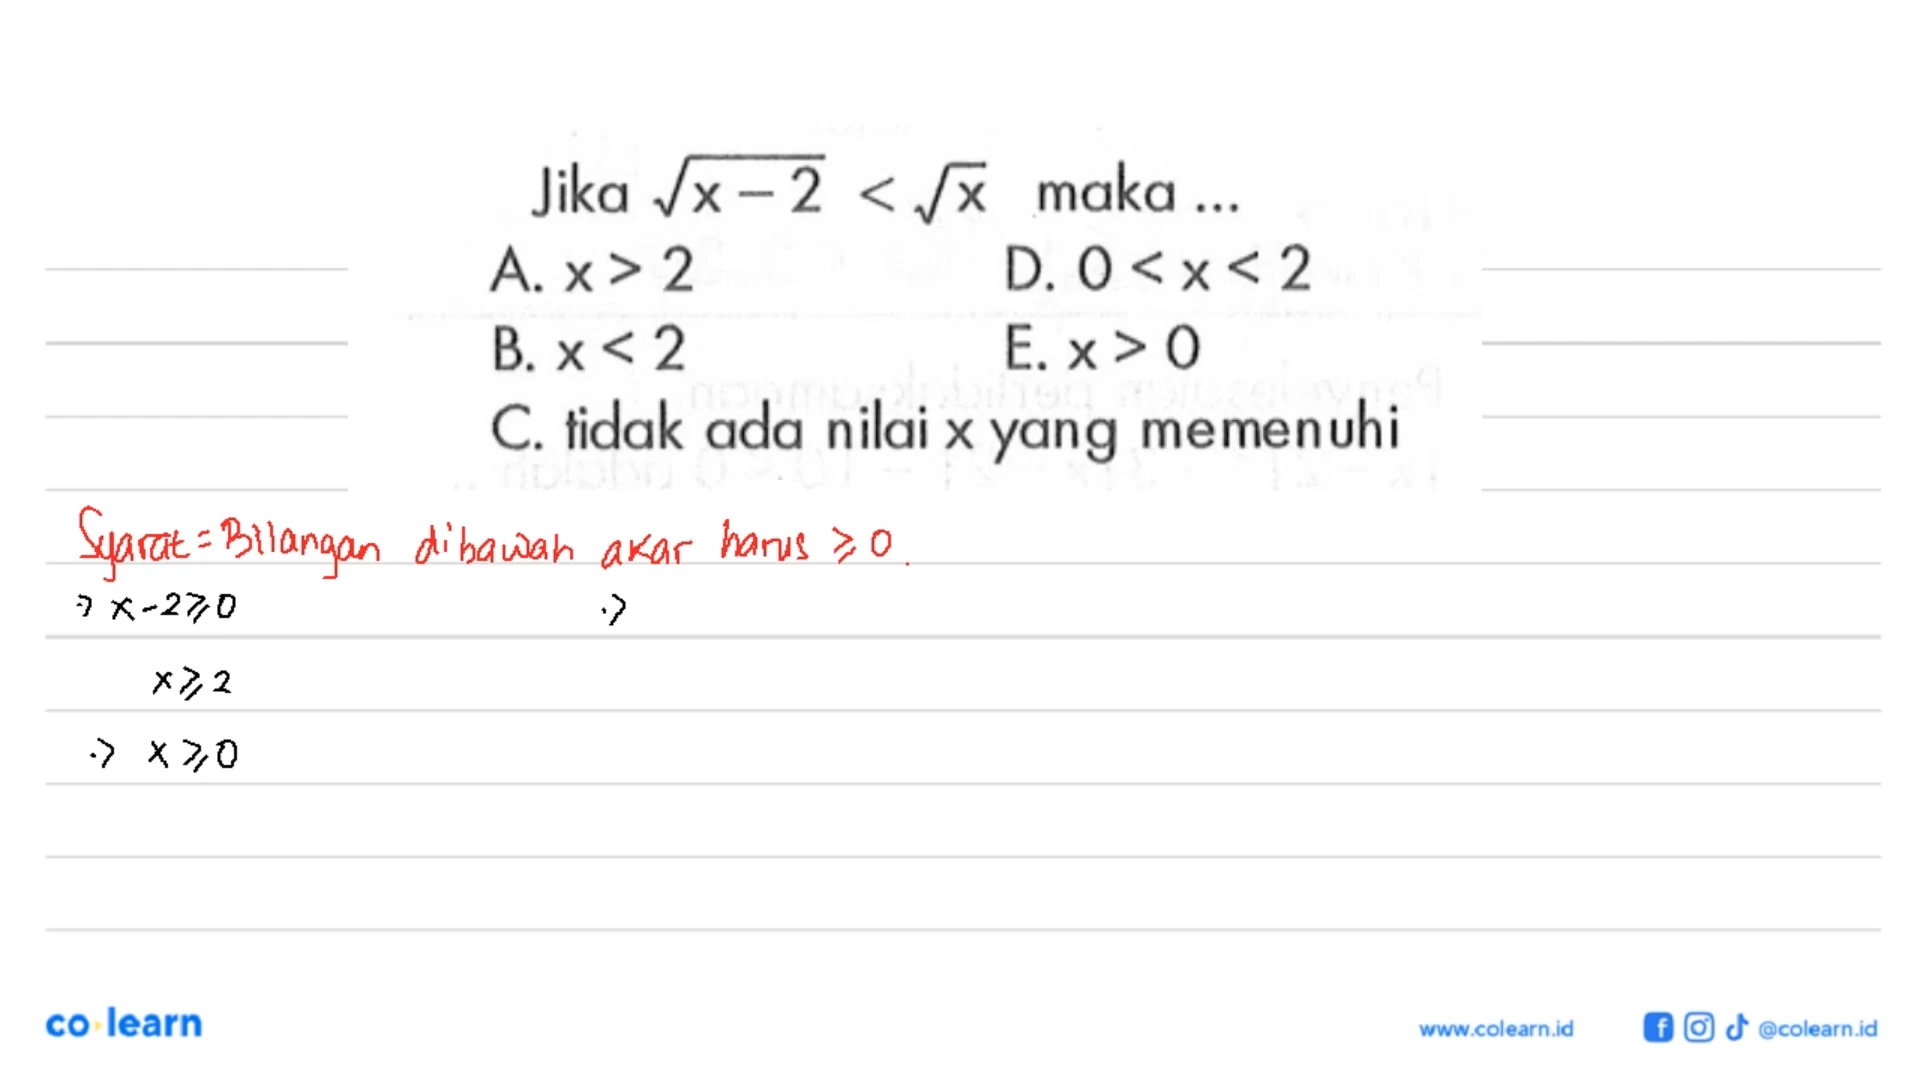 Jika √x – 2 < √x maka ...
A. x > 2
D. 0 < x < 2
B. x < 2
E. x > 0
C. tidak ada nilai x yang memenuhi
Syarat = Bilangan dibawah akar harus ⩾ 0.
⇒ x - 2 ⩾ 0
⇒
x ⩾ 2
⇒ x ⩾ 0
co learn
www.colearn.id
@colearn.id